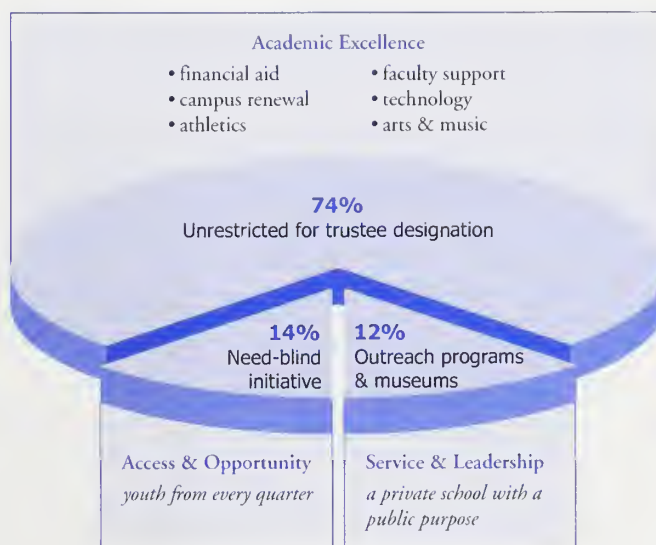 Academic Excellence
• financial aid
• campus renewal
• athletics
• faculty support
• technology
• arts & music
74%
Unrestricted for trustee designation
14%
Need-blind
initiative
12%
Outreach programs
& museums
Access & Opportunity
youth from every quarter
Service & Leadership
a private school with a
public purpose